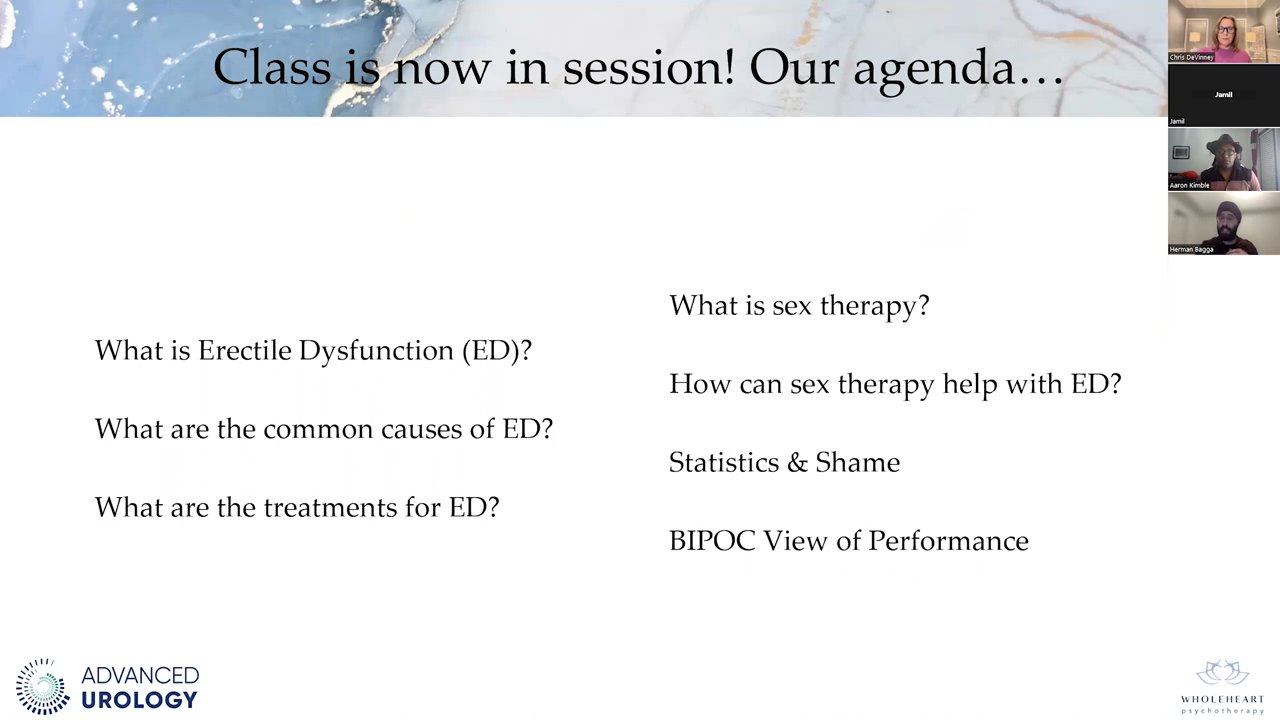 Class is now in session! Our agenda…
What is Erectile Dysfunction (ED)?
What are the common causes of ED?
What are the treatments for ED?
What is sex therapy?
How can sex therapy help with ED?
Statistics & Shame
BIPOC View of Performance
ADVANCED
UROLOGY
WHOLEHEART
psychotherapy
Chris DeVinney
Jamil
Jamil
Aaron Kimble
Herman Bagga